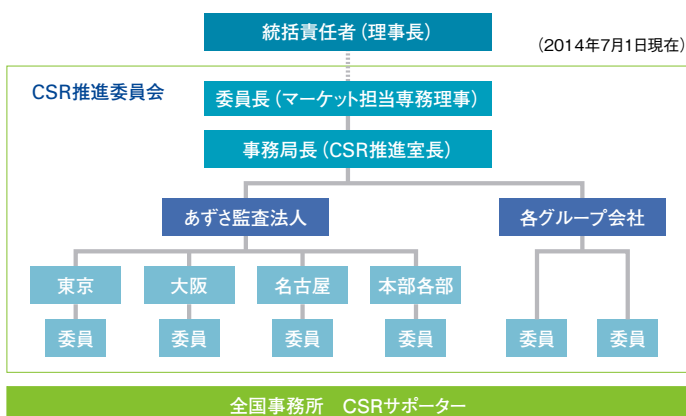 統括責任者(理事長)
(2014年7月1日現在)
CSR推進委員会
委員長(マーケット担当専務理事)
事務局長(CSR推進室長)
あずさ監査法人 各グループ会社
東京 大阪 名古屋 本部各部
委員 委員 委員 委員 委員 委員
全国事務所 CSRサポーター